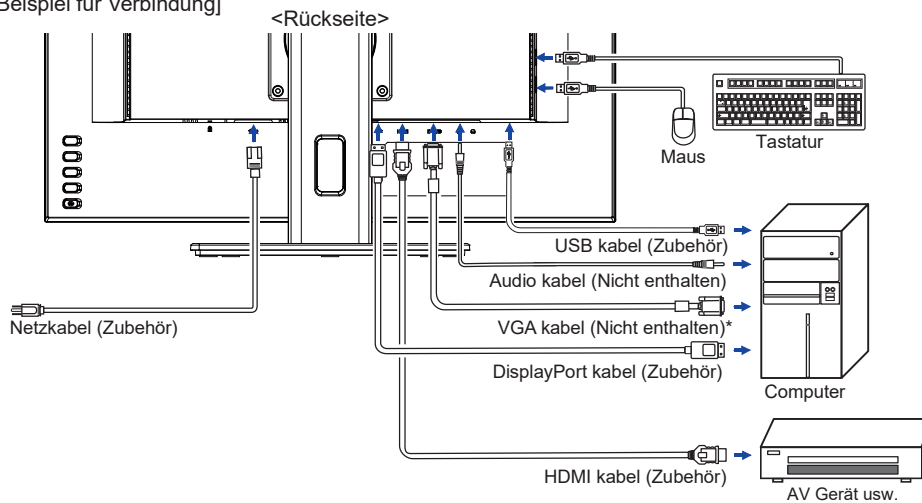 Beispiel für Verbindung]
<Rückseite>
Tastatur
Maus
USB kabel (Zubehör)
Audio kabel (Nicht enthalten)
Netzkabel (Zubehör)
VGA kabel (Nicht enthalten)*
DisplayPort kabel (Zubehör)
Computer
HDMI kabel (Zubehör)
AV Gerät usw.